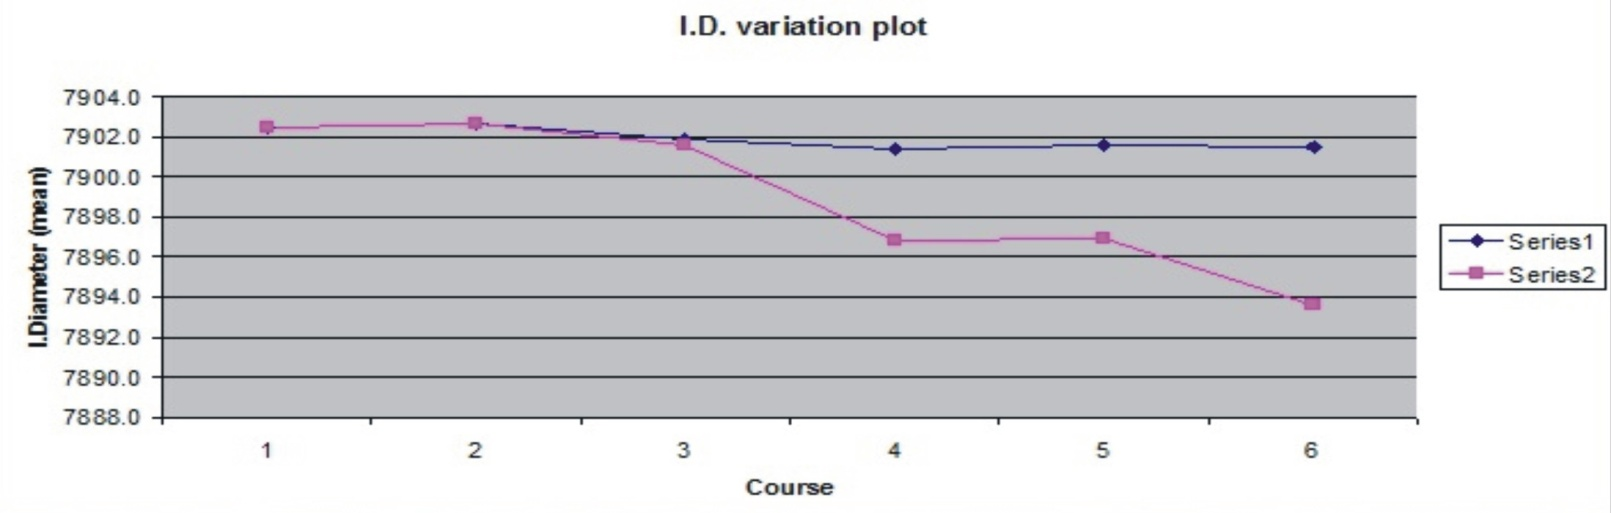 I.D. variation plot
7904.0
7902.0
7900.0
7898.0
7896.0
7894.0
7892.0
7890.0
7888.0
I.Diameter (mean)
1 2 3 4 5 6
Course
Series1
Series2